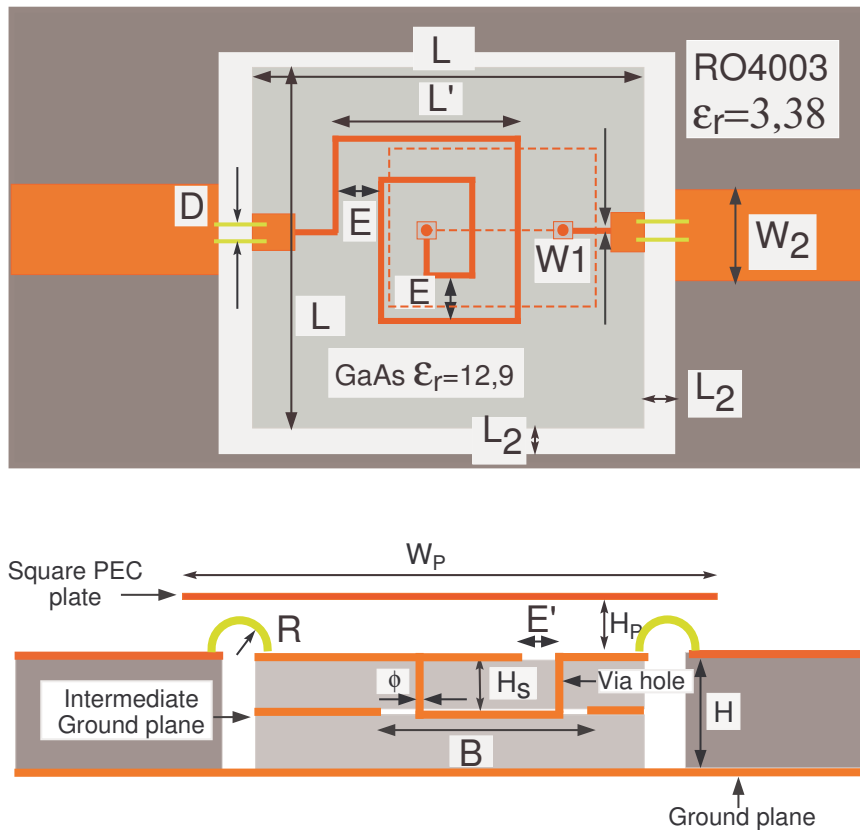 L
RO4003
εr=3,38
L'
D
E
W1
W2
E
L
GaAs εr=12,9
L2
L2
WP
Square PEC
plate
E'
HP
R
Intermediate
Ground plane
ϕ
HS
Via hole
H
B
Ground plane